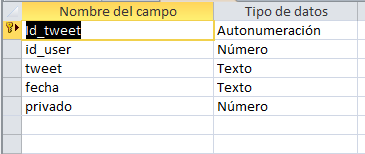 Nombre del campo Tipo de datos
Id_tweet Autonumeración
id_user Número
tweet Texto
fecha Texto
privado Número